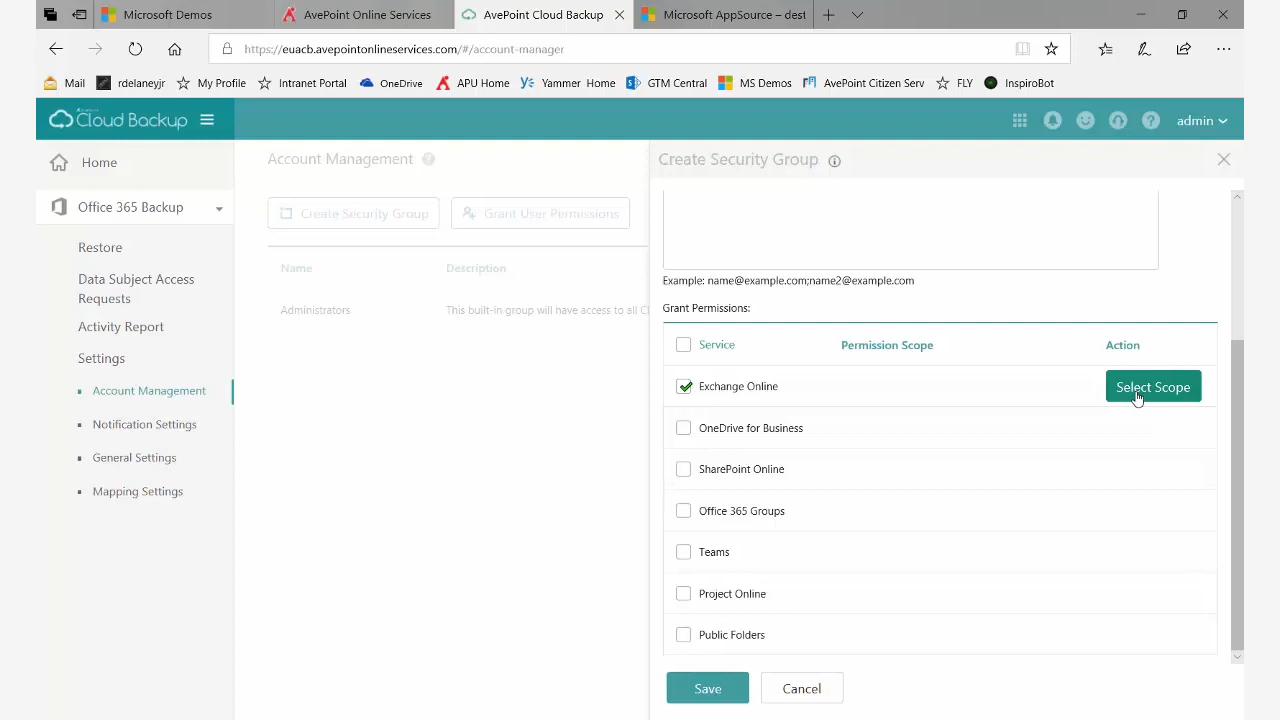 Microsoft Demos
AvePoint Online Services
AvePoint Cloud Backup
Microsoft AppSource – dest
https://euacb.avepointonlineservices.com/#/account-manager
Mail
rdelaneyjr
My Profile
Intranet Portal
OneDrive
APU Home
Yammer Home
GTM Central
MS Demos
AvePoint Citizen Serv
FLY
InspiroBot
Cloud Backup
admin
Home
Office 365 Backup
Restore
Data Subject Access
Requests
Activity Report
Settings
Account Management
Notification Settings
General Settings
Mapping Settings
Account Management
Create Security Group
Grant User Permissions
Name
Description
Administrators
This built-in group will have access to all Cl
Create Security Group
Example: name@example.com;name2@example.com
Grant Permissions:
Service
Permission Scope
Action
Exchange Online
Select Scope
OneDrive for Business
SharePoint Online
Office 365 Groups
Teams
Project Online
Public Folders
Save
Cancel